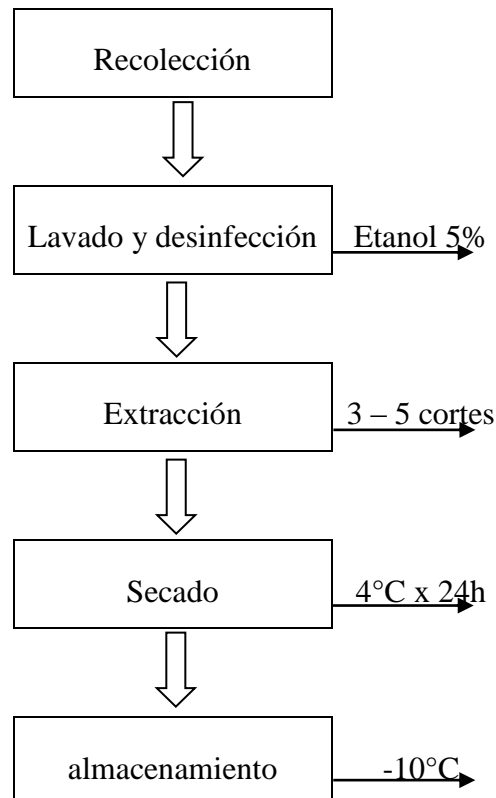 Recolección
Lavado y desinfección
Etanol 5%
Extracción
3 – 5 cortes
Secado
4°C x 24h
almacenamiento
-10°C